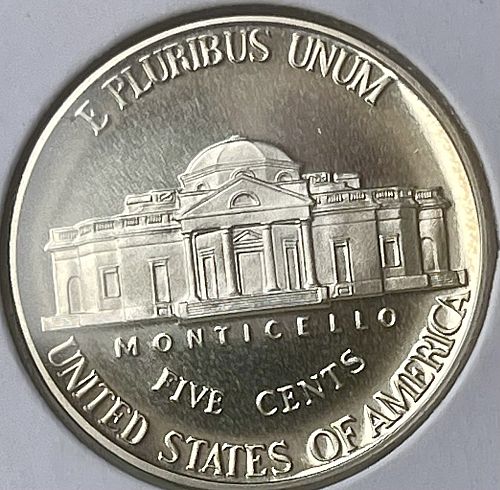 E PLURIBUS UNUM
MONTICELLO
FIVE CENTS
UNITED STATES OF AMERICA